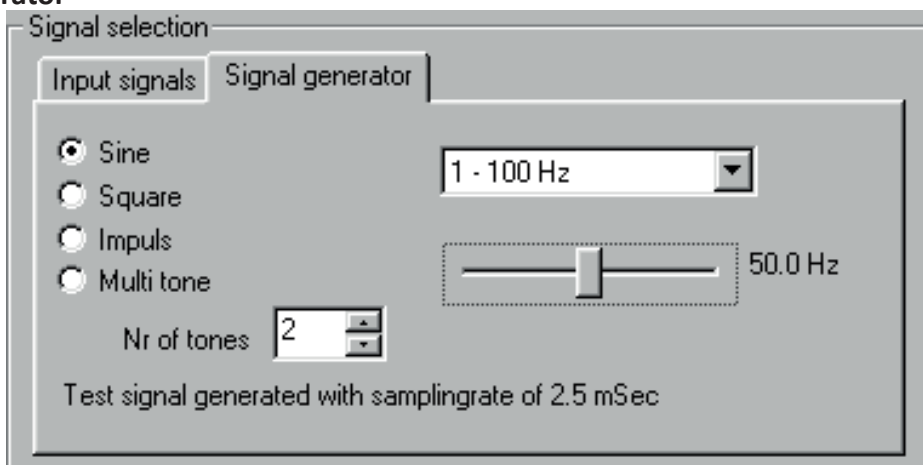 Signal selection
Input signals Signal generator
Sine
1 - 100 Hz
Square
Impuls
50.0 Hz
Multi tone
Nr of tones 2
Test signal generated with samplingrate of 2.5 mSec